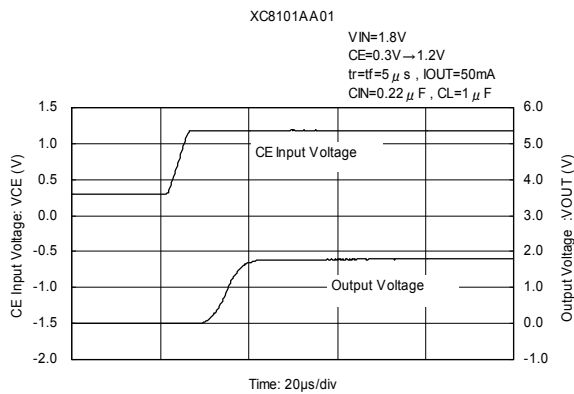 XC8101AA01
VIN=1.8V
CE=0.3V→1.2V
tr=tf=5 μ s , IOUT=50mA
CIN=0.22 μ F , CL=1 μ F
CE Input Voltage: VCE (V)
1.5
1.0
0.5
0.0
-0.5
-1.0
-1.5
-2.0
CE Input Voltage
Output Voltage
6.0
5.0
4.0
3.0
2.0
1.0
0.0
-1.0
Output Voltage :VOUT (V)
Time: 20μs/div